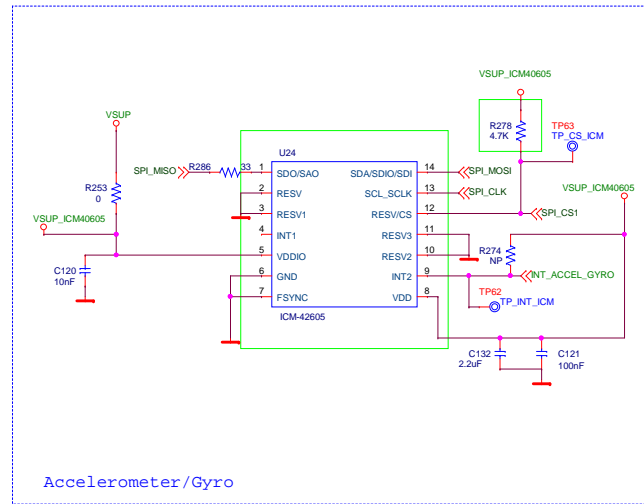 VSUP_ICM40605
VSUP
R278
4.7K
TP63
TP_CS_ICM
U24
SPI_MISO
R286
33
1
SDO/SAO
SDA/SDIO/SDI
14
SPI_MOSI
2
RESV
SCL_SCLK
13
SPI_CLK
VSUP_ICM40605
R253
0
3
RESV1
RESV/CS
12
SPI_CS1
VSUP_ICM40605
4
INT1
RESV3
11
R274
NP
5
VDDIO
RESV2
10
C120
10nF
6
GND
INT2
9
INT_ACCEL_GYRO
7
FSYNC
VDD
8
TP62
TP_INT_ICM
ICM-42605
C132
2.2uF
C121
100nF
Accelerometer/Gyro